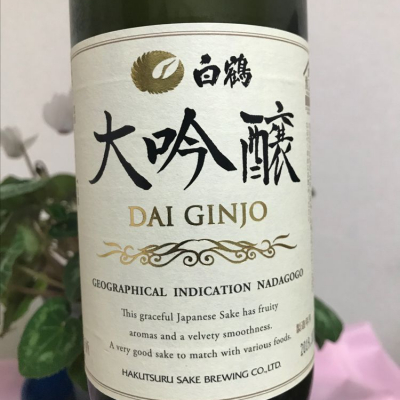 白鶴
大吟醸
DAI GINJO
GEOGRAPHICAL INDICATION NADAGOGO
This graceful Japanese Sake has fruity
aromas and a velvety smoothness.
A very good sake to match with various foods.
HAKUTSURU SAKE BREWING CO.,LTD.